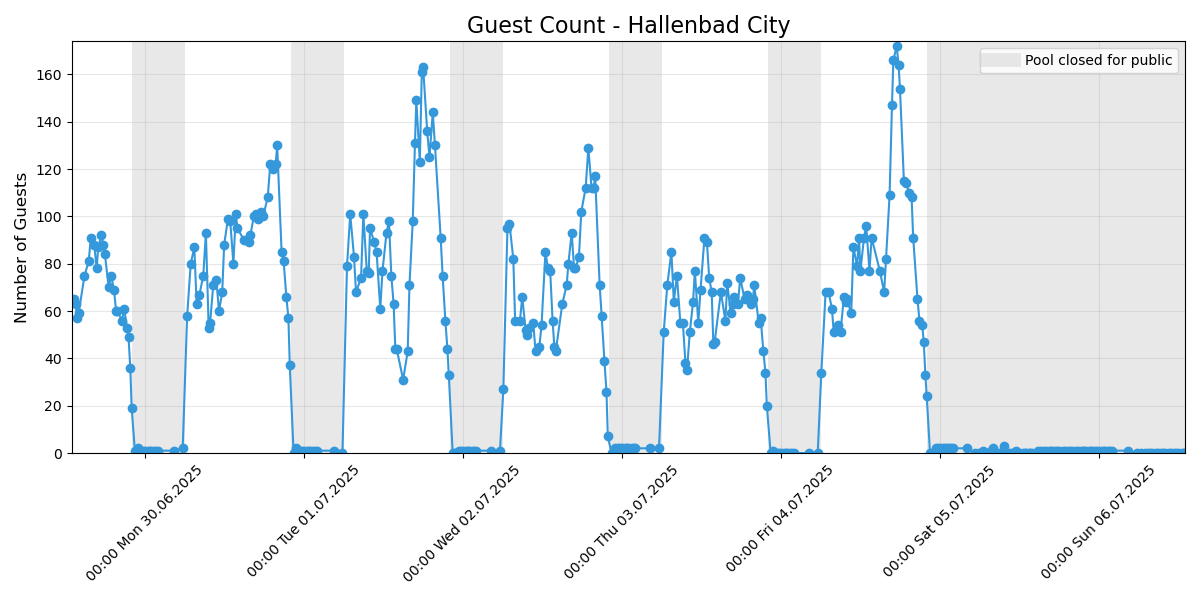 Guest Count - Hallenbad City
Pool closed for public
Number of Guests
160
140
120
100
80
60
40
20
0
00:00 Mon 30.06.2025
00:00 Tue 01.07.2025
00:00 Wed 02.07.2025
00:00 Thu 03.07.2025
00:00 Fri 04.07.2025
00:00 Sat 05.07.2025
00:00 Sun 06.07.2025